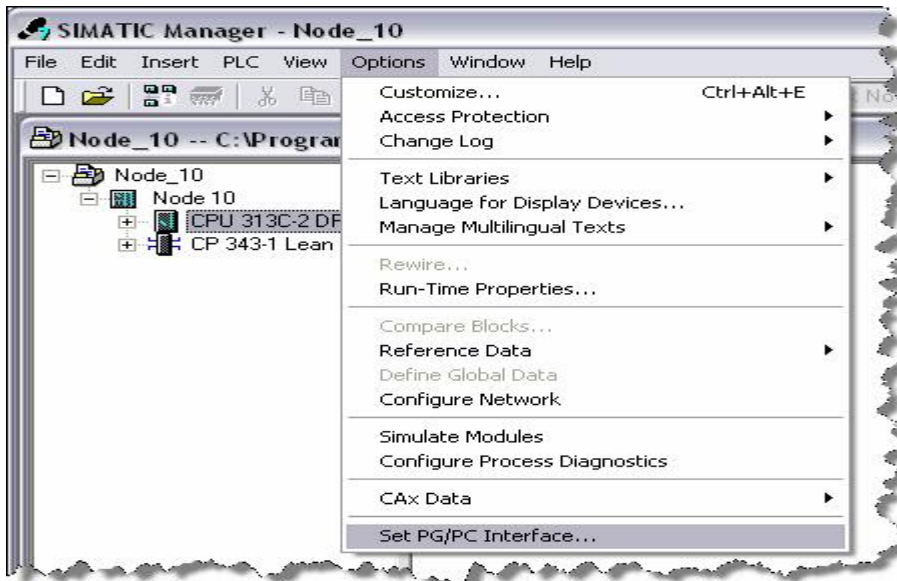 SIMATIC Manager - Node_10
File Edit Insert PLC View Options Window Help
Node_10 -- C:\Program
Node_10
Node 10
CPU 313C-2 DP
CP 343-1 Lean
Customize... Ctrl+Alt+E
Access Protection
Change Log
Text Libraries
Language for Display Devices...
Manage Multilingual Texts
Rewire...
Run-Time Properties...
Compare Blocks...
Reference Data
Define Global Data
Configure Network
Simulate Modules
Configure Process Diagnostics
CAx Data
Set PG/PC Interface...